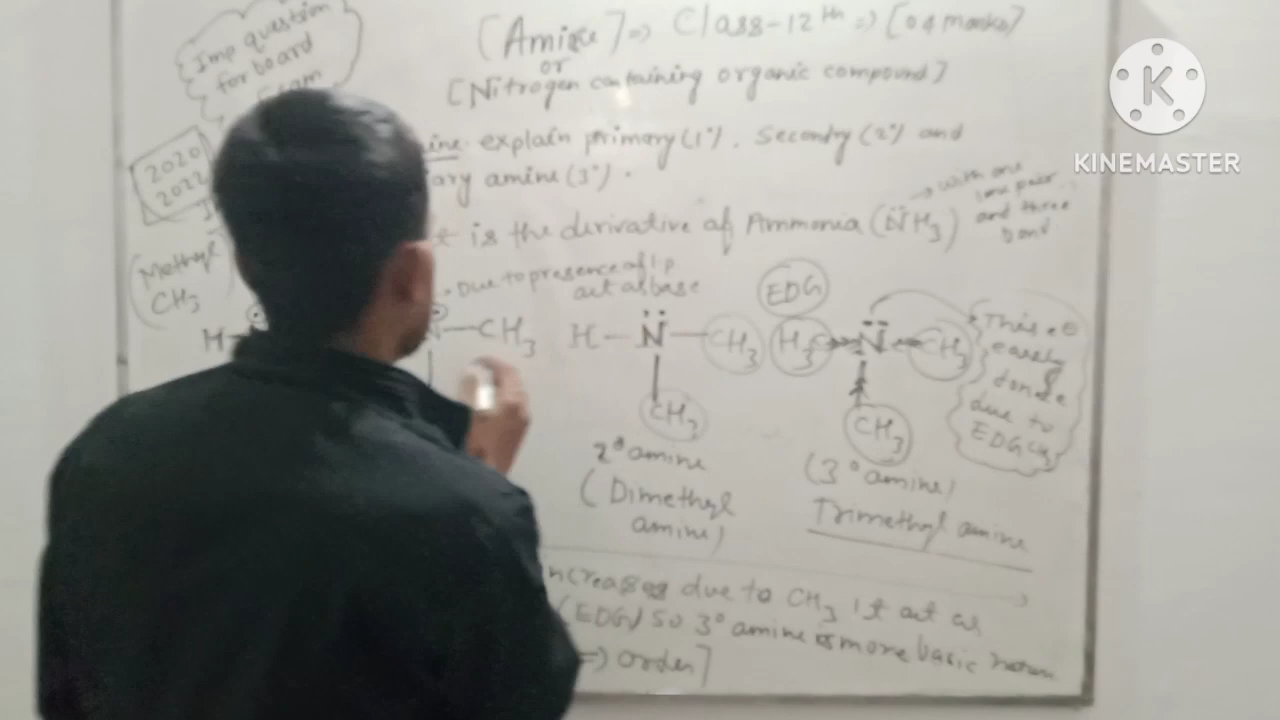 Imp question
for board
Exam
[Amine] => Class-12th => [04 marks]
or
[Nitrogen containing organic compound]
2020
2022
ine explain primary (1°). Secondry (2°) and
ary amine (3°).
t is the derivative of Ammonia (N̈H3)
→ with one
lone pair
and three
bond
Methyl
CH3
Due to presence of l p
act as base
EDG
H
N—CH3
H—N̈—CH3
CH3
H3C N̈ CH3
CH3
This e⊖
easely
donate
due to
EDG CH3
2° amine
(Dimethyl
amine)
(3° amine)
Trimethyl amine
ncreases due to CH3 it act as
(EDG) so 3° amine is more basic
=) order]
K
KINEMASTER